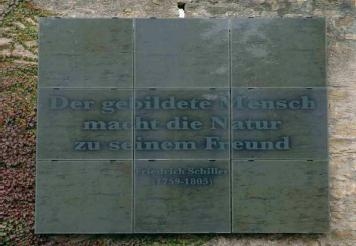 Der gebildete Mensch
macht die Natur
zu seinem Freund
Friedrich Schiller
(1759-1805)